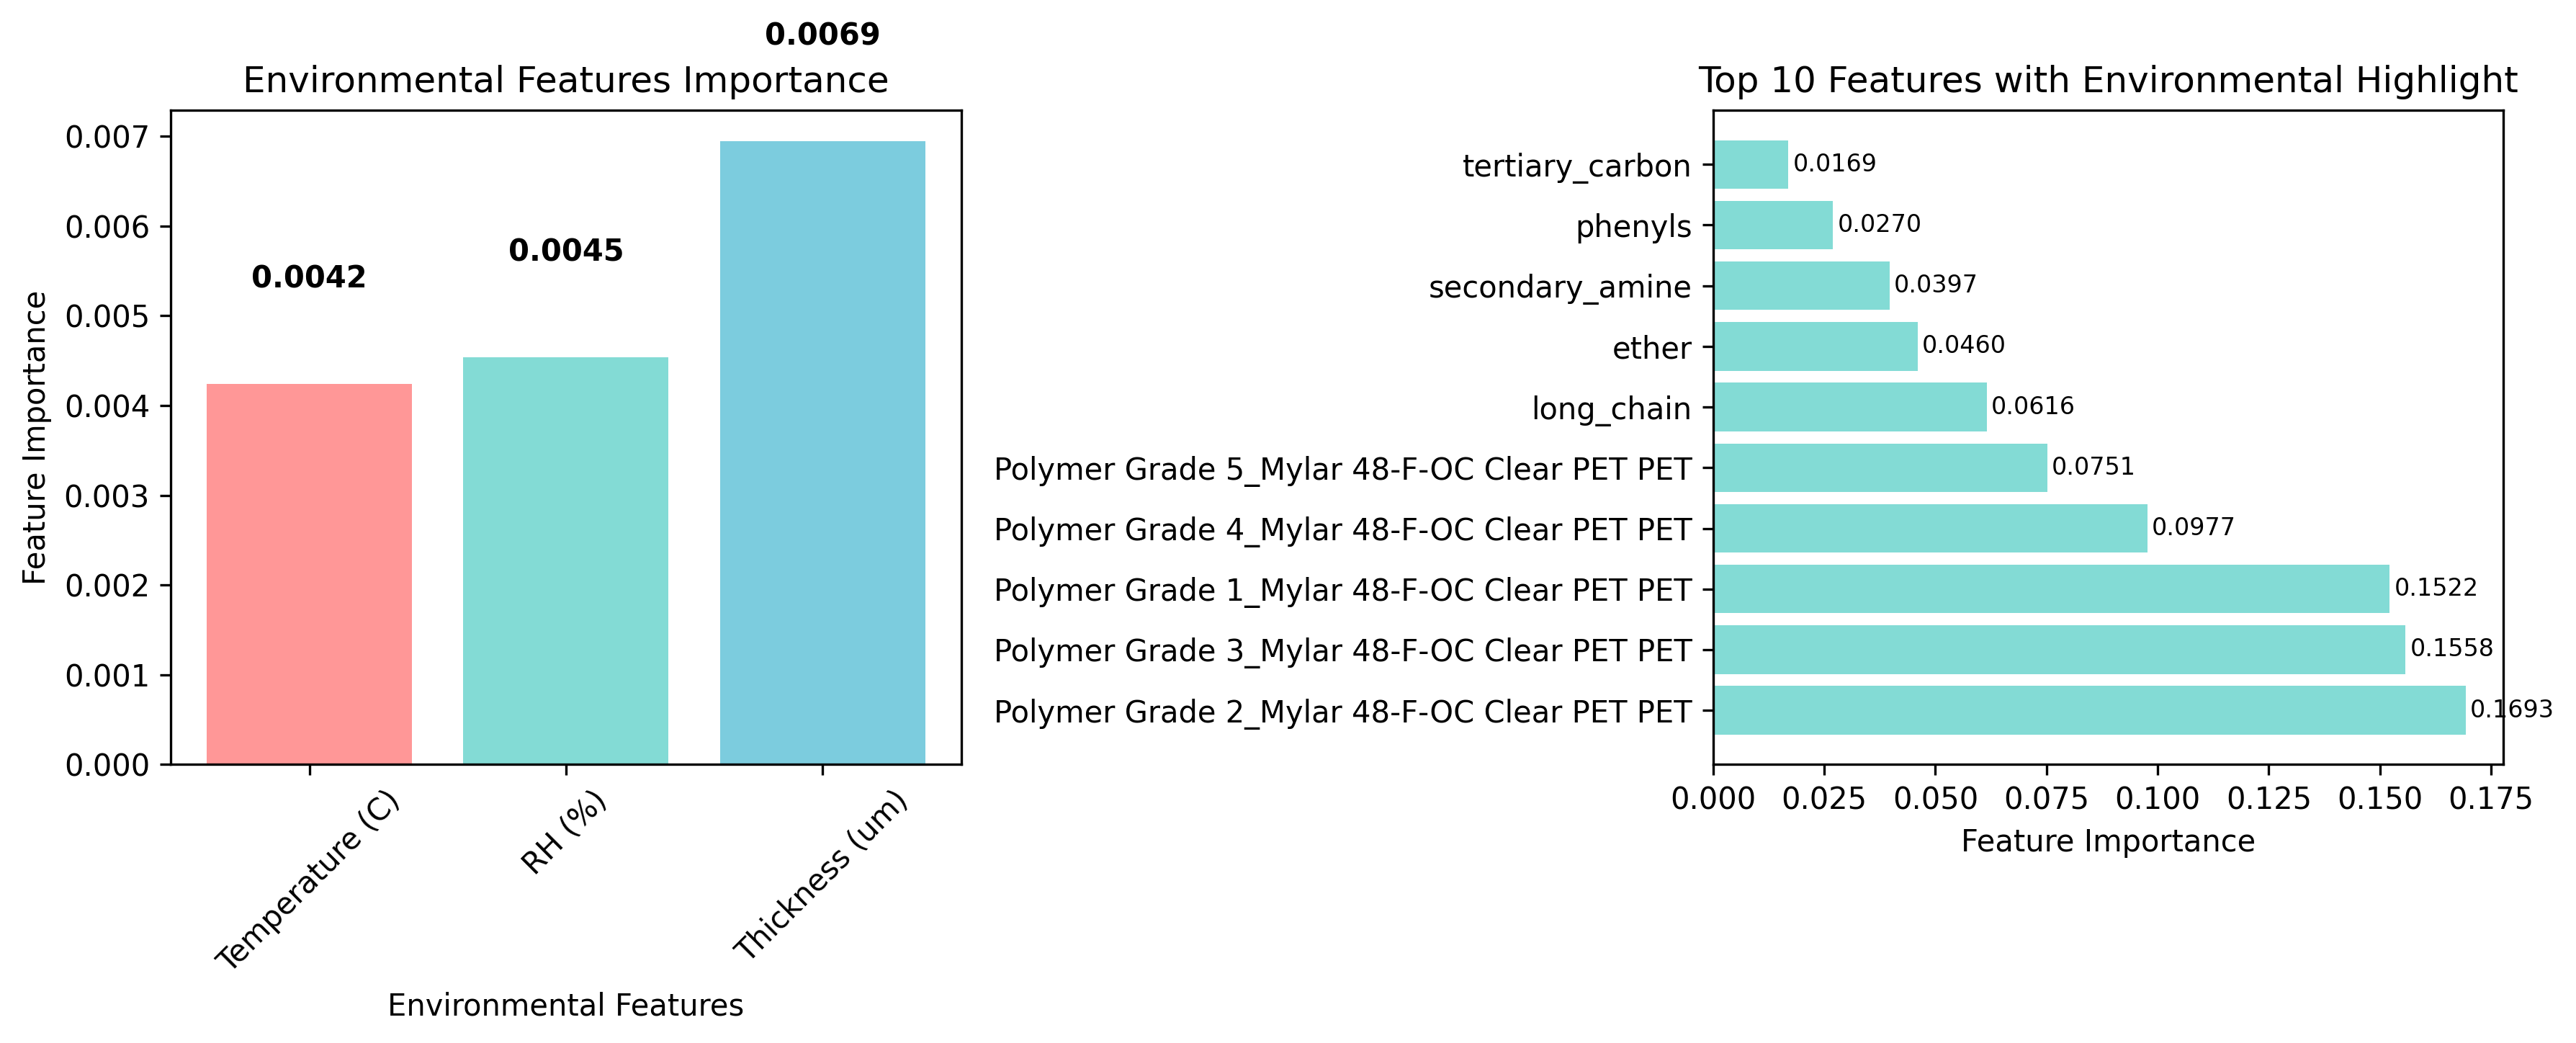 0.0069
Environmental Features Importance
Feature Importance
0.007
0.006
0.005
0.004
0.003
0.002
0.001
0.000
0.0042
0.0045
Temperature (C)
RH (%)
Thickness (um)
Environmental Features
Top 10 Features with Environmental Highlight
tertiary_carbon
0.0169
phenyls
0.0270
secondary_amine
0.0397
ether
0.0460
long_chain
0.0616
Polymer Grade 5_Mylar 48-F-OC Clear PET PET
0.0751
Polymer Grade 4_Mylar 48-F-OC Clear PET PET
0.0977
Polymer Grade 1_Mylar 48-F-OC Clear PET PET
0.1522
Polymer Grade 3_Mylar 48-F-OC Clear PET PET
0.1558
Polymer Grade 2_Mylar 48-F-OC Clear PET PET
0.1693
0.000 0.025 0.050 0.075 0.100 0.125 0.150 0.175
Feature Importance